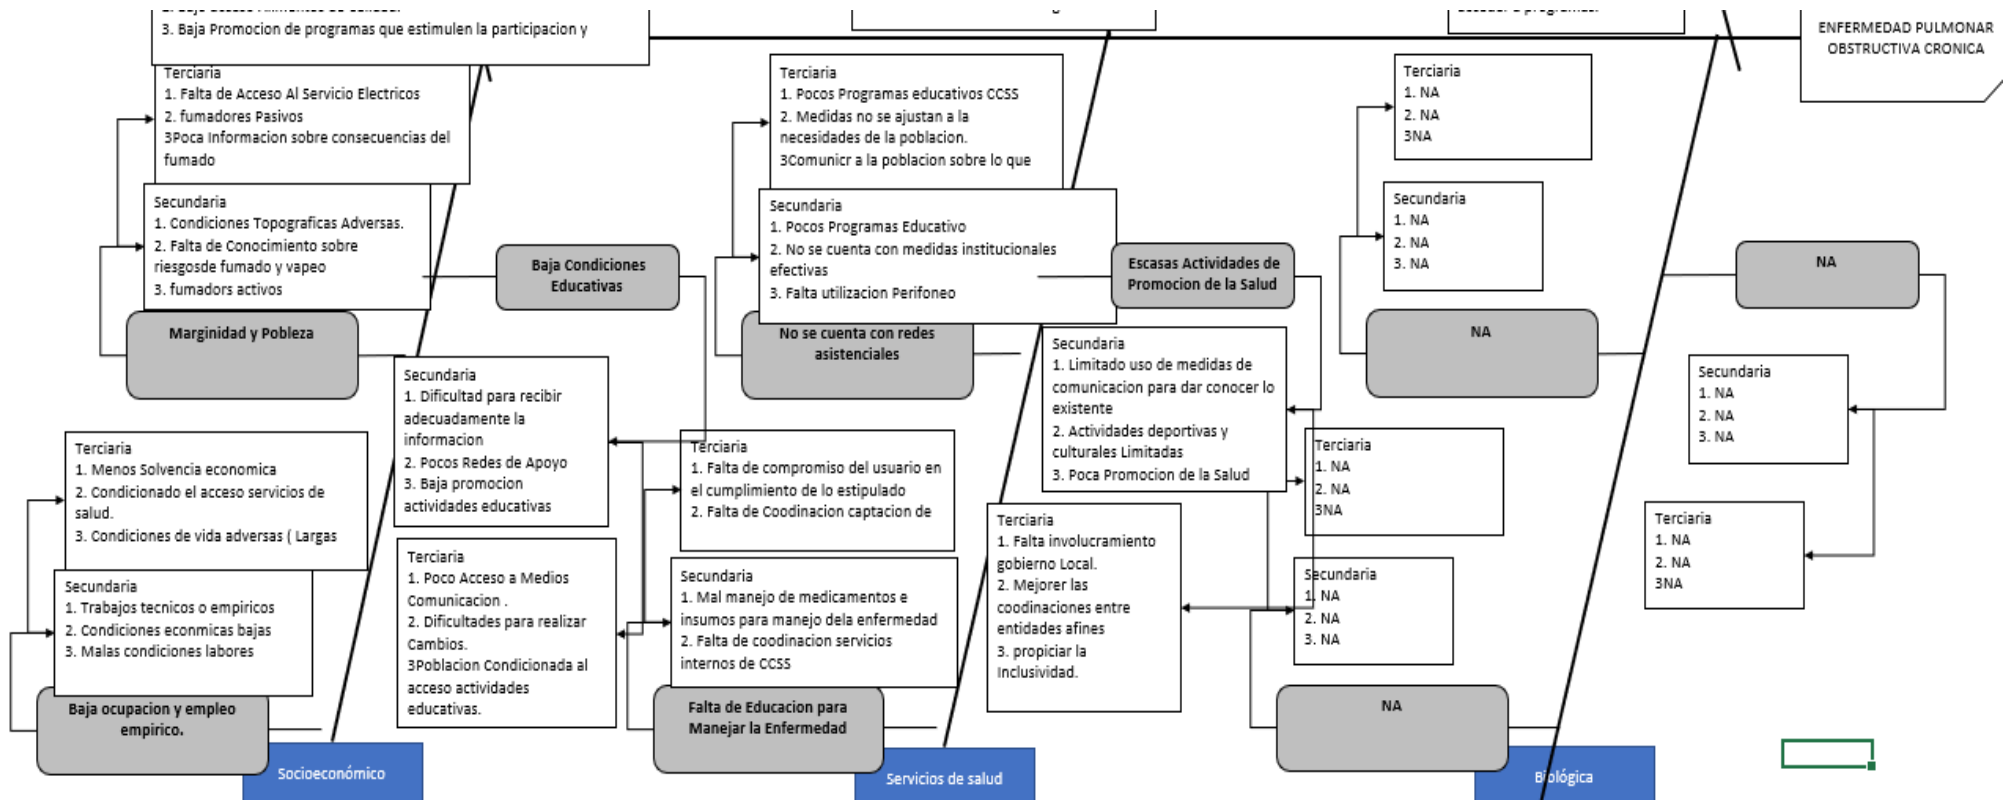 3. Baja Promocion de programas que estimulen la participacion y
ENFERMEDAD PULMONAR
OBSTRUCTIVA CRONICA
Terciaria
1. Falta de Acceso Al Servicio Electricos
2. fumadores Pasivos
3Poca Informacion sobre consecuencias del
fumado
Secundaria
1. Condiciones Topograficas Adversas.
2. Falta de Conocimiento sobre
riesgosde fumado y vapeo
3. fumadors activos
Marginidad y Pobleza
Baja Condiciones
Educativas
Secundaria
1. Dificultad para recibir
adecuadamente la
informacion
2. Pocos Redes de Apoyo
3. Baja promocion
actividades educativas
Terciaria
1. Poco Acceso a Medios
Comunicacion .
2. Dificultades para realizar
Cambios.
3Poblacion Condicionada al
acceso actividades
educativas.
Terciaria
1. Menos Solvencia economica
2. Condicionado el acceso servicios de
salud.
3. Condiciones de vida adversas ( Largas
Secundaria
1. Trabajos tecnicos o empiricos
2. Condiciones econmicas bajas
3. Malas condiciones labores
Baja ocupacion y empleo
empirico.
Socioeconómico
Terciaria
1. Pocos Programas educativos CCSS
2. Medidas no se ajustan a la
necesidades de la poblacion.
3Comunicr a la poblacion sobre lo que
Secundaria
1. Pocos Programas Educativo
2. No se cuenta con medidas institucionales
efectivas
3. Falta utilizacion Perifoneo
No se cuenta con redes
asistenciales
Escasas Actividades de
Promocion de la Salud
Secundaria
1. Limitado uso de medidas de
comunicacion para dar conocer lo
existente
2. Actividades deportivas y
culturales Limitadas
3. Poca Promocion de la Salud
Terciaria
1. Falta involucramiento
gobierno Local.
2. Mejorer las
coodinaciones entre
entidades afines
3. propiciar la
Inclusividad.
Terciaria
1. Falta de compromiso del usuario en
el cumplimiento de lo estipulado
2. Falta de Coodinacion captacion de
Secundaria
1. Mal manejo de medicamentos e
insumos para manejo dela enfermedad
2. Falta de coodinacion servicios
internos de CCSS
Falta de Educacion para
Manejar la Enfermedad
Servicios de salud
Terciaria
1. NA
2. NA
3NA
Secundaria
1. NA
2. NA
3. NA
NA
NA
Secundaria
1. NA
2. NA
3. NA
Terciaria
1. NA
2. NA
3NA
Terciaria
1. NA
2. NA
3NA
Secundaria
1. NA
2. NA
3. NA
NA
Biológica